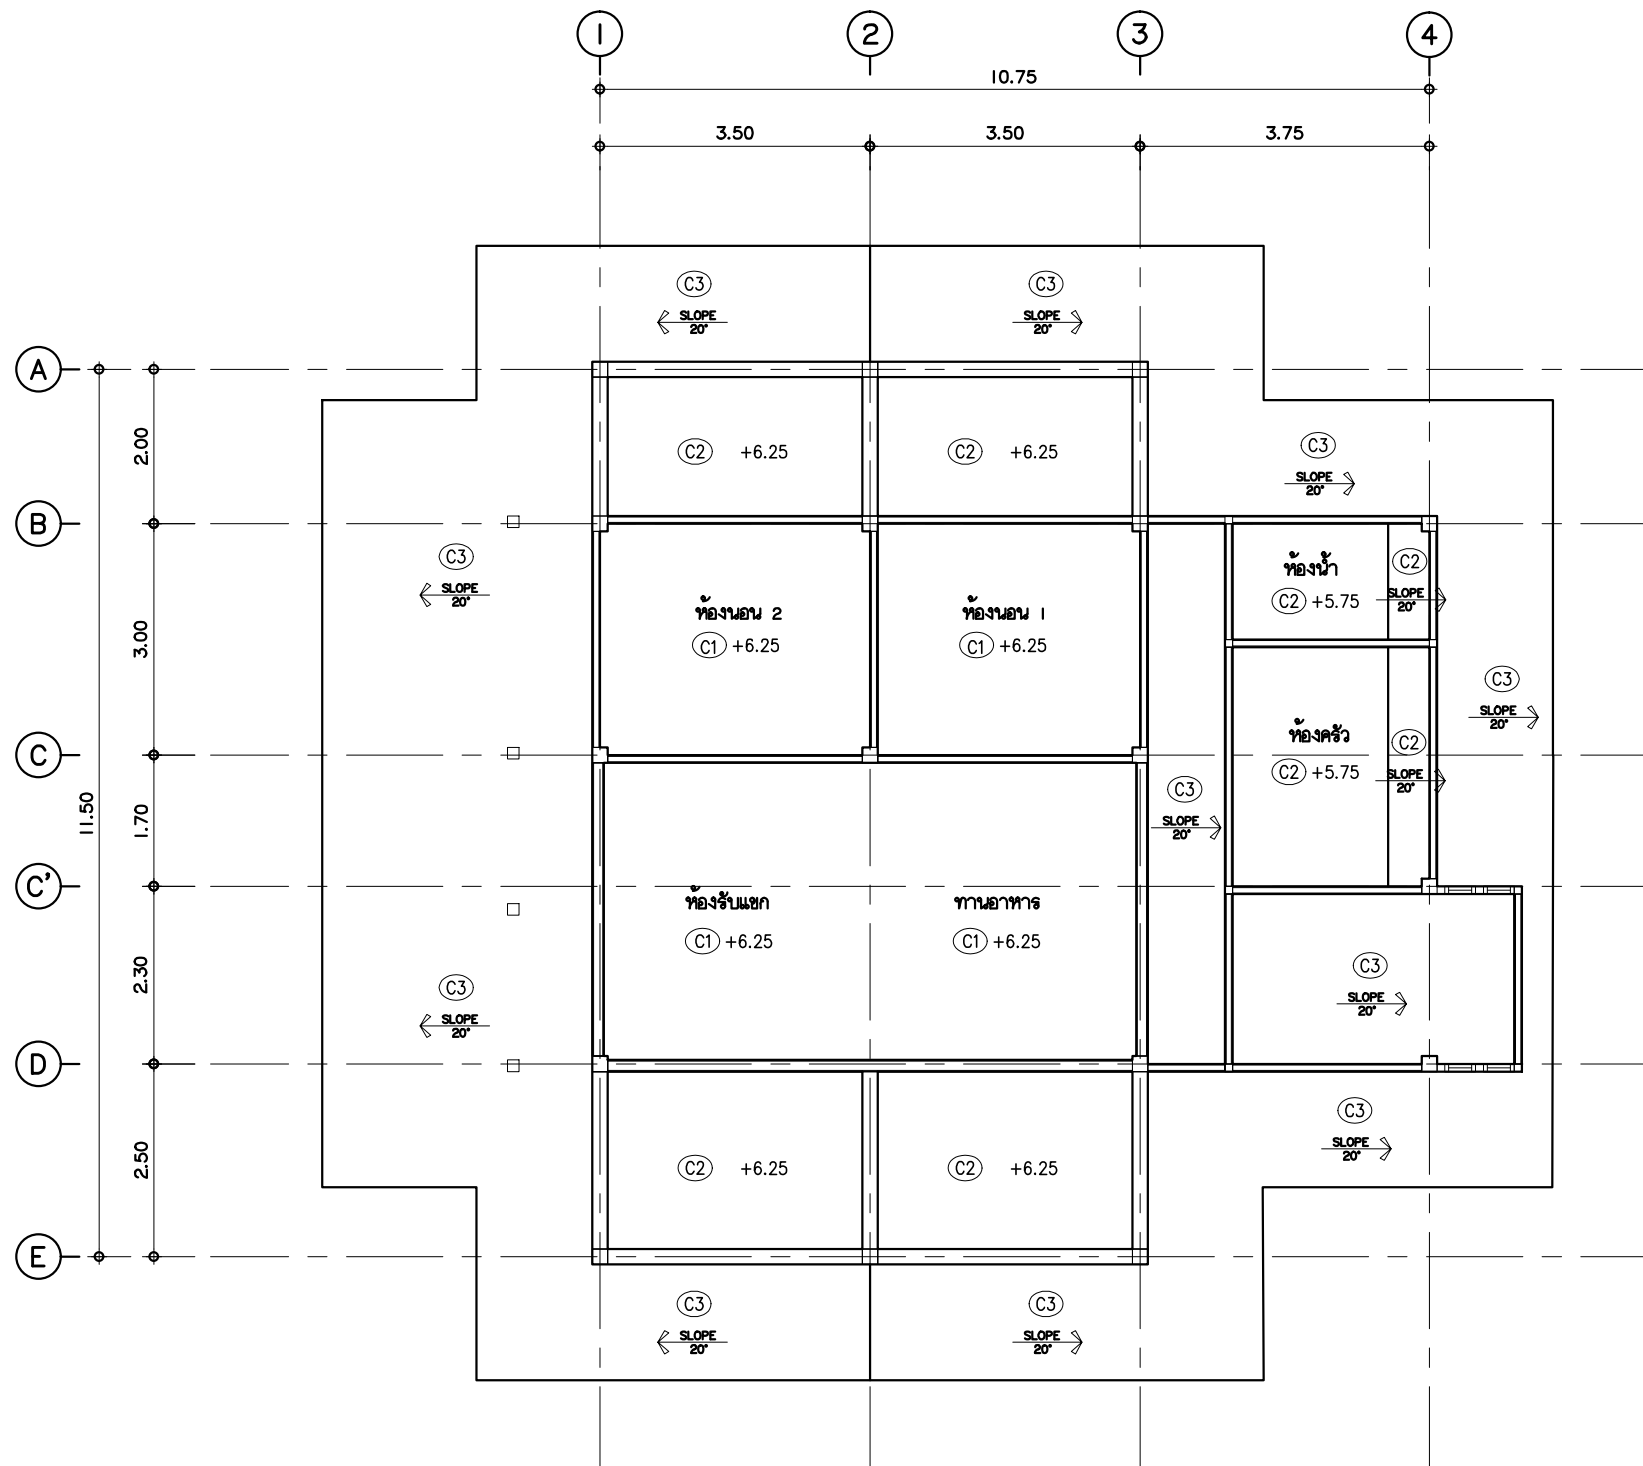 1 2 3 4
10.75
3.50 3.50 3.75
C3 C3
SLOPE SLOPE
20° 20°
A
2.00
C2 +6.25 C2 +6.25 C3
SLOPE
20°
B
C3 ห้องน้ำ C2
SLOPE C2 +5.75 SLOPE
20° 20°
ห้องนอน 2 ห้องนอน 1
3.00 C1 +6.25 C1 +6.25
C3
SLOPE
20°
ห้องครัว C2
C
C2 +5.75 SLOPE
20°
C3
11.50 1.70 SLOPE
20°
C'
ห้องรับแขก ทานอาหาร
C1 +6.25 C1 +6.25
2.30 C3 C3
SLOPE SLOPE
20° 20°
D
C3
SLOPE
20°
2.50 C2 +6.25 C2 +6.25
E
C3 C3
SLOPE SLOPE
20° 20°